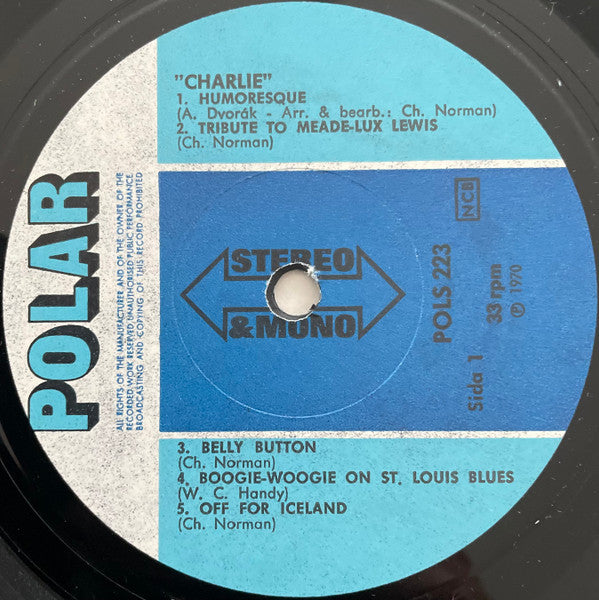 POLAR
ALL RIGHTS OF THE MANUFACTURER AND OF THE OWNER OF THE
RECORDED WORK RESERVED. UNAUTHORISED PUBLIC PERFORMANCE,
BROADCASTING AND COPYING OF THIS RECORD PROHIBITED
"CHARLIE"
1. HUMORESQUE
(A. Dvorák - Arr. & bearb.: Ch. Norman)
2. TRIBUTE TO MEADE-LUX LEWIS
(Ch. Norman)
STEREO
& MONO
NCB
POLS 223
Sida 1 33 rpm
℗ 1970
3. BELLY BUTTON
(Ch. Norman)
4. BOOGIE-WOOGIE ON ST. LOUIS BLUES
(W. C. Handy)
5. OFF FOR ICELAND
(Ch. Norman)